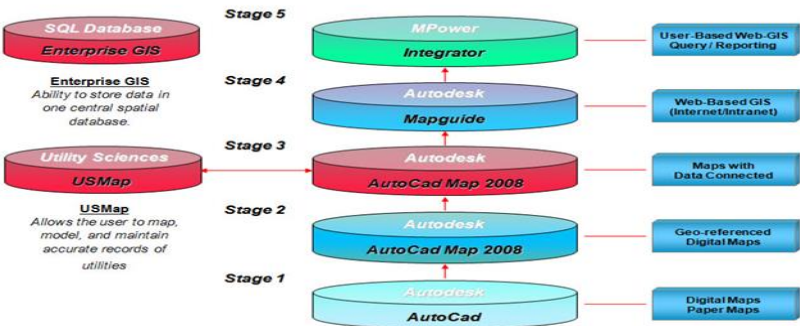 Stage 5
SQL Database
Enterprise GIS
MPower
Integrator
User-Based Web-GIS
Query / Reporting
Enterprise GIS
Ability to store data in
one central spatial
database.
Stage 4
Autodesk
Mapguide
Web-Based GIS
(Internet/Intranet)
Stage 3
Utility Sciences
USMap
Autodesk
AutoCad Map 2008
Maps with
Data Connected
USMap
Allows the user to map,
model, and maintain
accurate records of
utilities
Stage 2
Autodesk
AutoCad Map 2008
Geo-referenced
Digital Maps
Stage 1
Autodesk
AutoCad
Digital Maps
Paper Maps